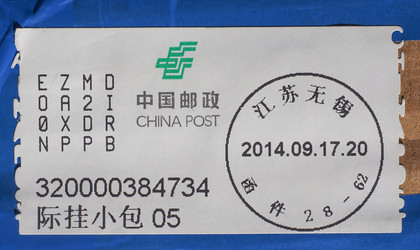 EZMD
0A2I
0XDR
NPPB
中国邮政
CHINA POST
320000384734
际挂小包 05
江苏无锡
2014.09.17.20
函件 28-62